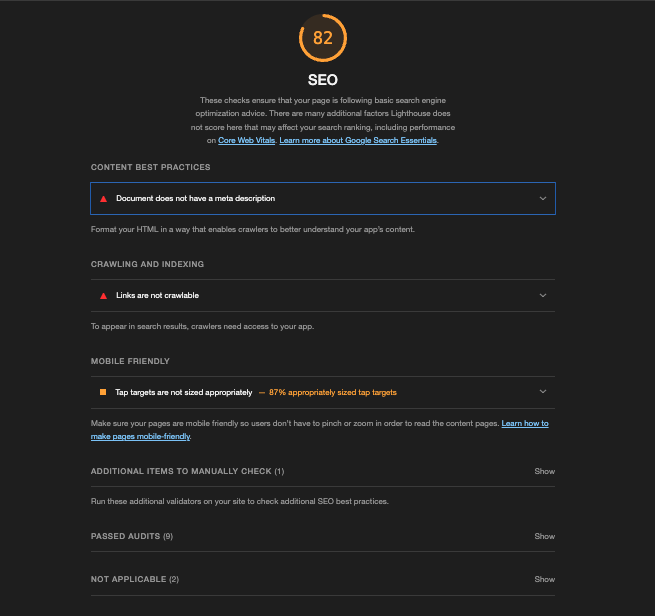 82
SEO
These checks ensure that your page is following basic search engine
optimization advice. There are many additional factors Lighthouse does
not score here that may affect your search ranking, including performance
on Core Web Vitals. Learn more about Google Search Essentials.
CONTENT BEST PRACTICES
Document does not have a meta description
Format your HTML in a way that enables crawlers to better understand your app's content.
CRAWLING AND INDEXING
Links are not crawlable
To appear in search results, crawlers need access to your app.
MOBILE FRIENDLY
Tap targets are not sized appropriately — 87% appropriately sized tap targets
Make sure your pages are mobile friendly so users don't have to pinch or zoom in order to read the content pages. Learn how to
make pages mobile-friendly.
ADDITIONAL ITEMS TO MANUALLY CHECK (1) Show
Run these additional validators on your site to check additional SEO best practices.
PASSED AUDITS (9) Show
NOT APPLICABLE (2) Show